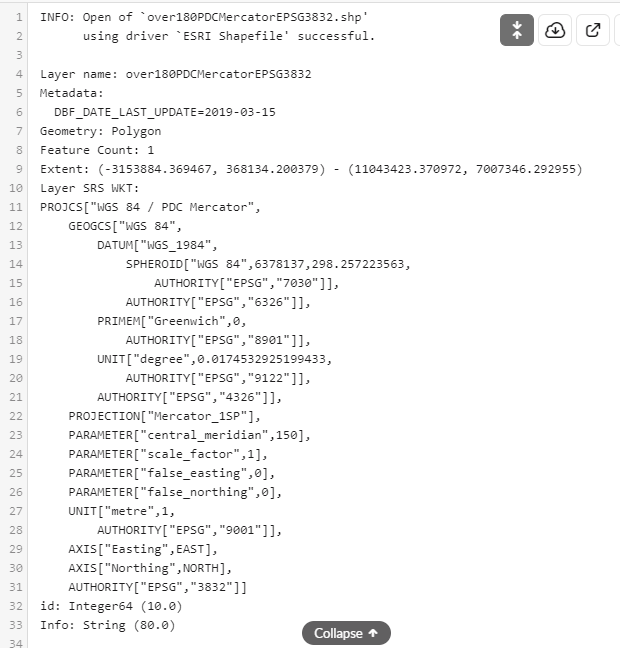 1 INFO: Open of `over180PDCMercatorEPSG3832.shp'
2       using driver `ESRI Shapefile' successful.
3
4 Layer name: over180PDCMercatorEPSG3832
5 Metadata:
6   DBF_DATE_LAST_UPDATE=2019-03-15
7 Geometry: Polygon
8 Feature Count: 1
9 Extent: (-3153884.369467, 368134.200379) - (11043423.370972, 7007346.292955)
10 Layer SRS WKT:
11 PROJCS["WGS 84 / PDC Mercator",
12     GEOGCS["WGS 84",
13         DATUM["WGS_1984",
14             SPHEROID["WGS 84",6378137,298.257223563,
15                 AUTHORITY["EPSG","7030"]],
16             AUTHORITY["EPSG","6326"]],
17         PRIMEM["Greenwich",0,
18             AUTHORITY["EPSG","8901"]],
19         UNIT["degree",0.0174532925199433,
20             AUTHORITY["EPSG","9122"]],
21         AUTHORITY["EPSG","4326"]],
22     PROJECTION["Mercator_1SP"],
23     PARAMETER["central_meridian",150],
24     PARAMETER["scale_factor",1],
25     PARAMETER["false_easting",0],
26     PARAMETER["false_northing",0],
27     UNIT["metre",1,
28         AUTHORITY["EPSG","9001"]],
29     AXIS["Easting",EAST],
30     AXIS["Northing",NORTH],
31     AUTHORITY["EPSG","3832"]]
32 id: Integer64 (10.0)
33 Info: String (80.0)
34
Collapse